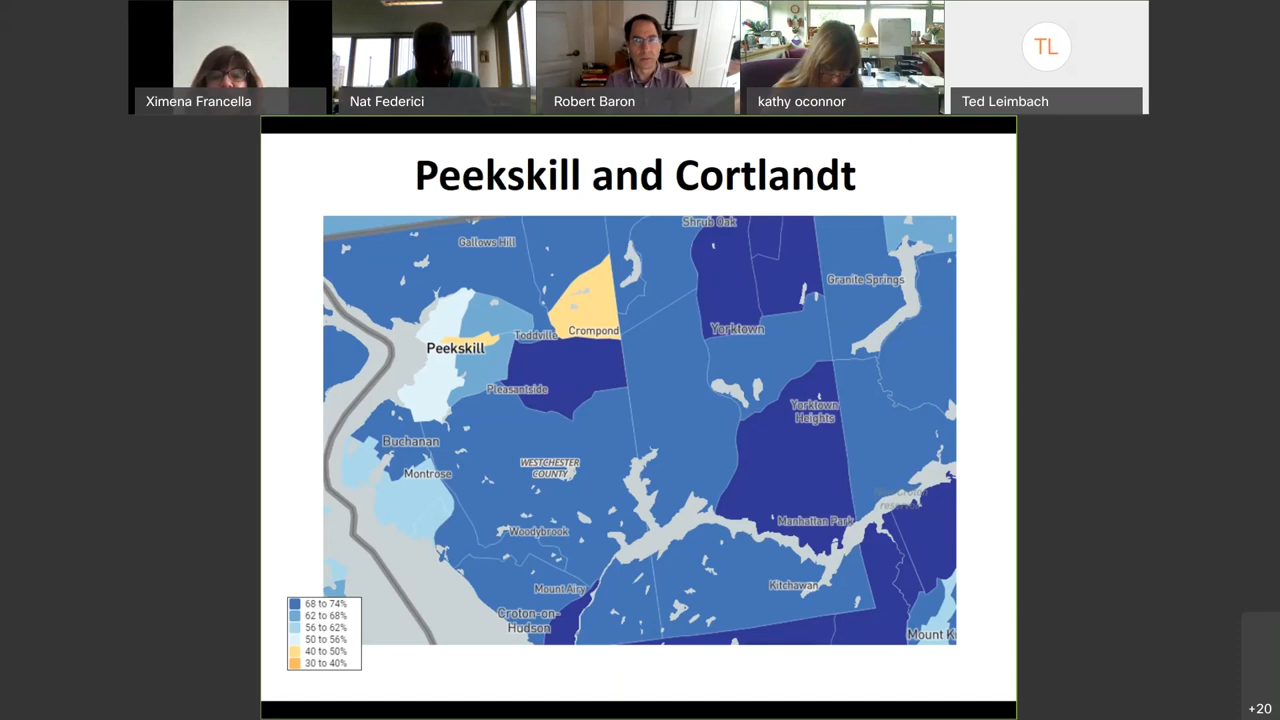 Ximena Francella
Nat Federici
Robert Baron
kathy oconnor
TL
Ted Leimbach
Peekskill and Cortlandt
Shrub Oak
Gallows Hill
Granite Springs
Toddville
Crompond
Yorktown
Peekskill
Pleasantside
Yorktown
Heights
Buchanan
WESTCHESTER
COUNTY
Montrose
Manhattan Park
Woodybrook
Kitchawan
Mount Airy
Croton-on-
Hudson
Mount Ki
68 to 74%
62 to 68%
56 to 62%
50 to 56%
40 to 50%
30 to 40%
+20